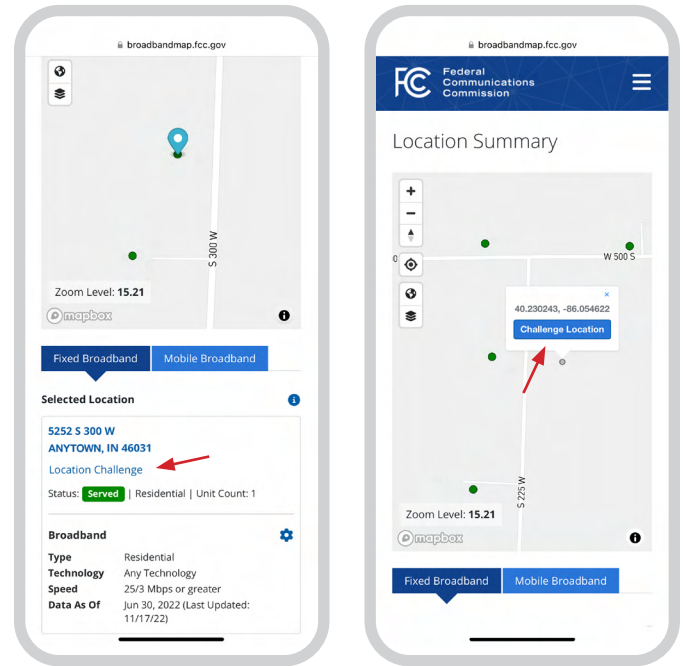 broadbandmap.fcc.gov
S 300 W
Zoom Level: 15.21
mapbox
Fixed Broadband
Mobile Broadband
Selected Location
5252 S 300 W
ANYTOWN, IN 46031
Location Challenge
Status: Served | Residential | Unit Count: 1
Broadband
Type Residential
Technology Any Technology
Speed 25/3 Mbps or greater
Data As Of Jun 30, 2022 (Last Updated:
11/17/22)
broadbandmap.fcc.gov
FC
Federal
Communications
Commission
Location Summary
0
W 500 S
40.230243, -86.054622
Challenge Location
S 225 W
Zoom Level: 15.21
mapbox
Fixed Broadband
Mobile Broadband